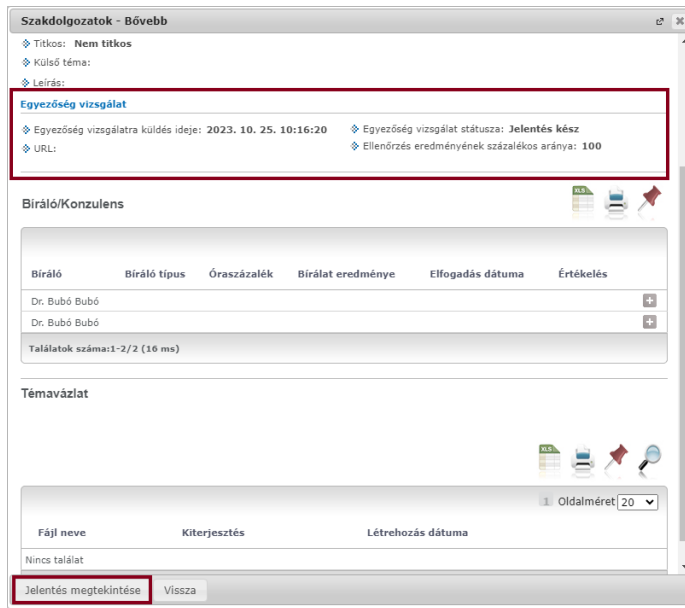 Szakdolgozatok - Bővebb
Titkos: Nem titkos
Külső téma:
Leírás:
Egyezőség vizsgálat
Egyezőség vizsgálatra küldés ideje: 2023. 10. 25. 10:16:20 Egyezőség vizsgálat státusza: Jelentés kész
URL: Ellenőrzés eredményének százalékos aránya: 100
XLS
Bíráló/Konzulens
Bíráló Bíráló típus Óraszázalék Bírálat eredménye Elfogadás dátuma Értékelés
Dr. Bubó Bubó
Dr. Bubó Bubó
Találatok száma:1-2/2 (16 ms)
Témavázlat
XLS
1 Oldalméret 20
Fájl neve Kiterjesztés Létrehozás dátuma
Nincs találat
Jelentés megtekintése Vissza